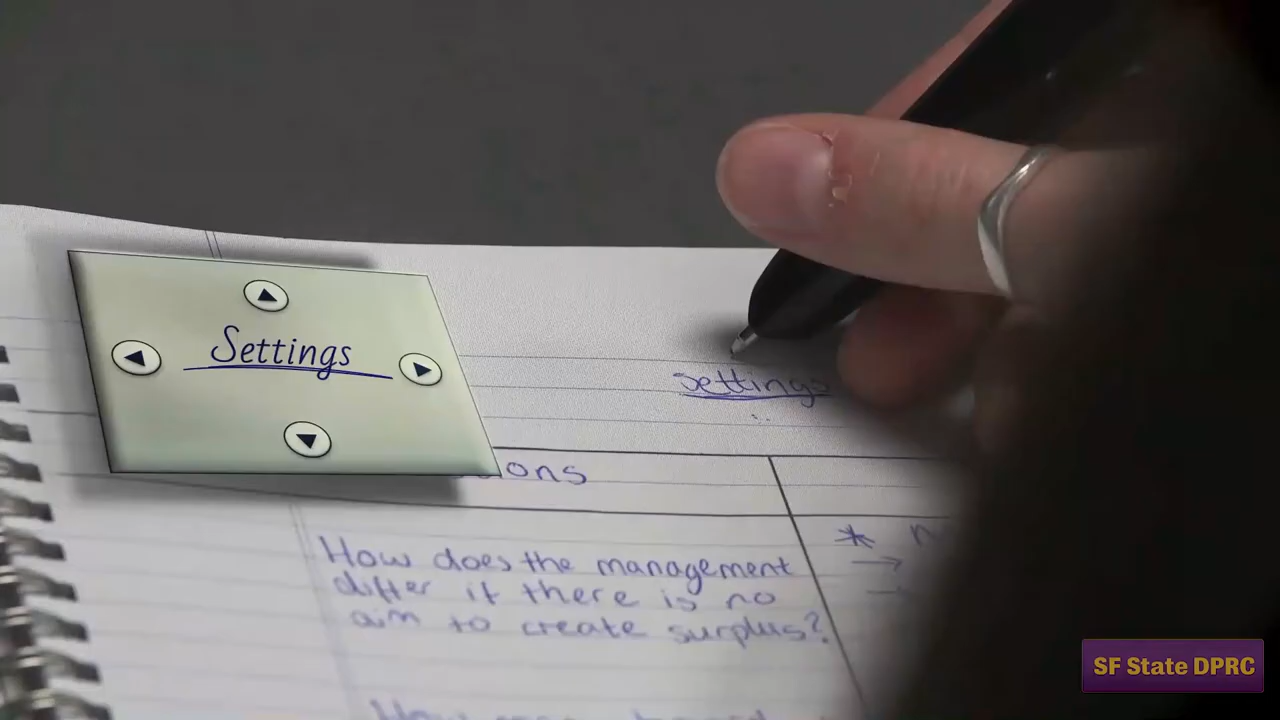 Settings
settings
ons
How does the management
differ if there is no
aim to create surplus?
* n
→
→
SF State DPRC